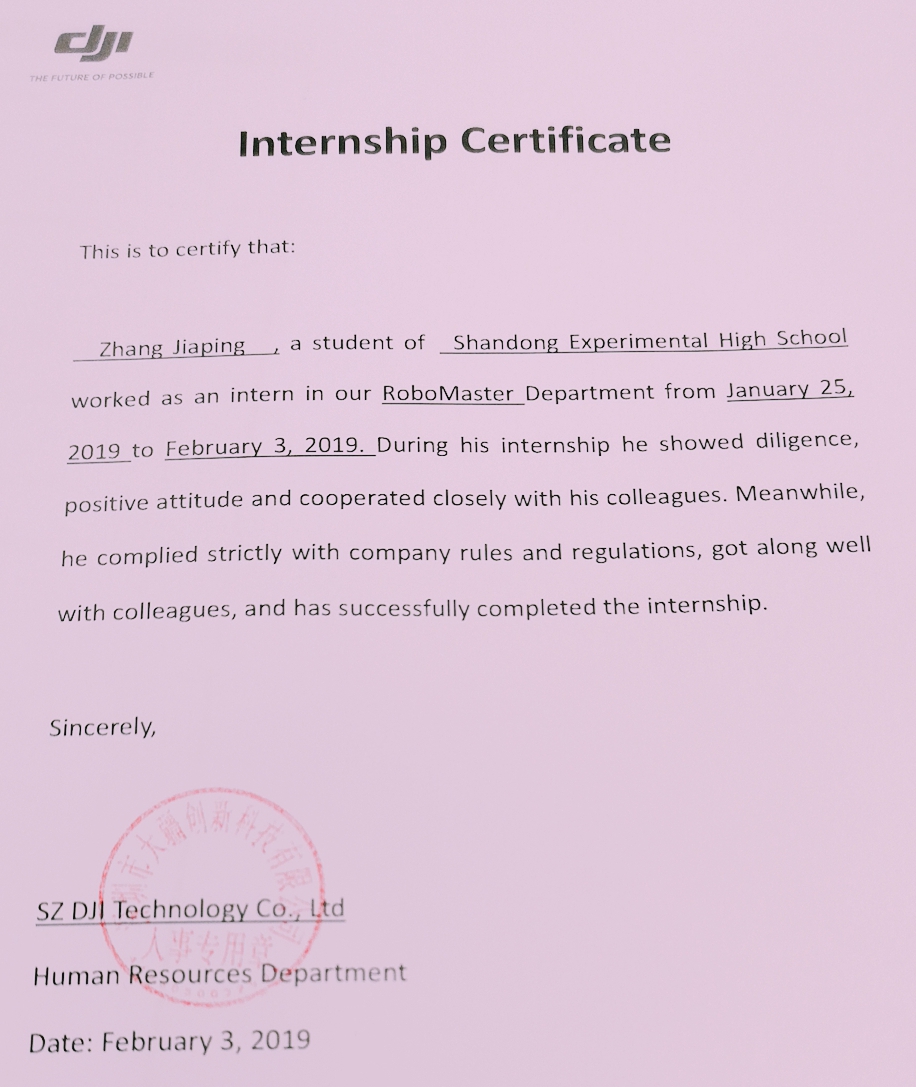 dji
THE FUTURE OF POSSIBLE
Internship Certificate
This is to certify that:
Zhang Jiaping , a student of Shandong Experimental High School
worked as an intern in our RoboMaster Department from January 25,
2019 to February 3, 2019. During his internship he showed diligence,
positive attitude and cooperated closely with his colleagues. Meanwhile,
he complied strictly with company rules and regulations, got along well
with colleagues, and has successfully completed the internship.
Sincerely,
深圳市大疆创新科技有限公司
SZ DJI Technology Co., Ltd
人事专用章
Human Resources Department
Date: February 3, 2019